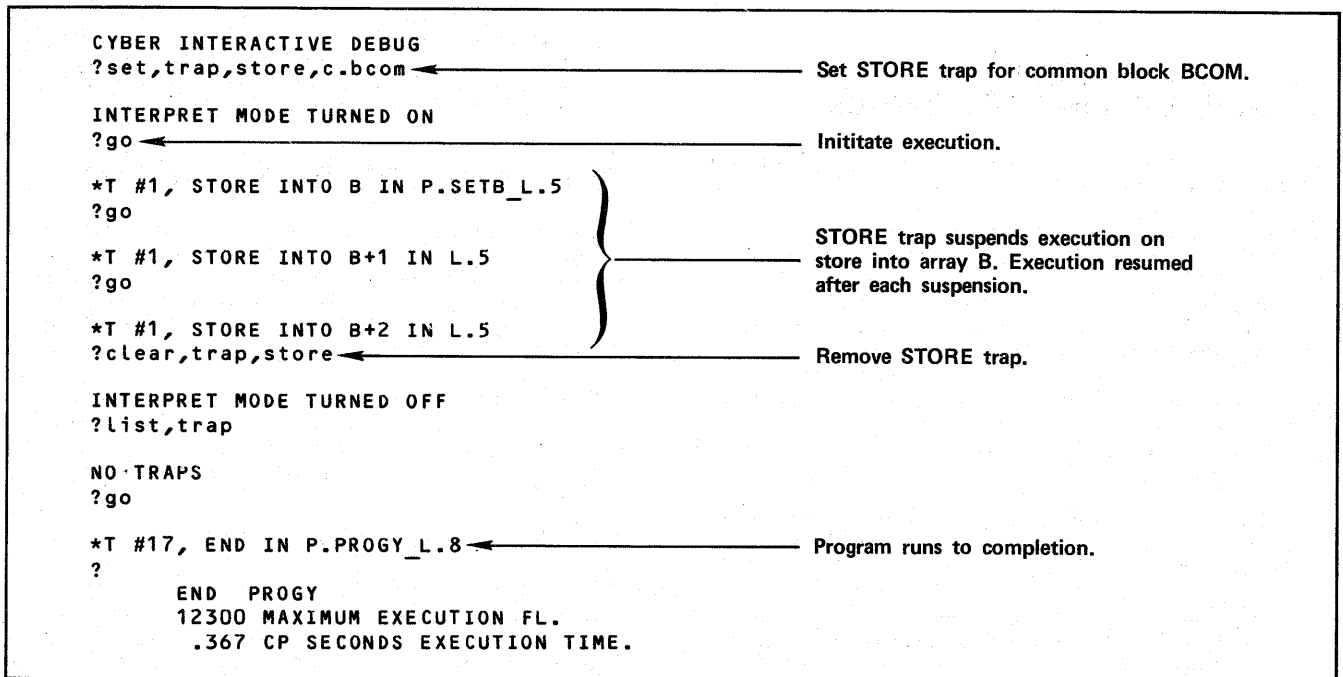 CYBER INTERACTIVE DEBUG
?set,trap,store,c.bcom
Set STORE trap for common block BCOM.
INTERPRET MODE TURNED ON
?go
Inititate execution.
*T #1, STORE INTO B IN P.SETB_L.5
?go
*T #1, STORE INTO B+1 IN L.5
?go
*T #1, STORE INTO B+2 IN L.5
STORE trap suspends execution on
store into array B. Execution resumed
after each suspension.
?clear,trap,store
Remove STORE trap.
INTERPRET MODE TURNED OFF
?list,trap
NO TRAPS
?go
*T #17, END IN P.PROGY_L.8
Program runs to completion.
?
END PROGY
12300 MAXIMUM EXECUTION FL.
.367 CP SECONDS EXECUTION TIME.